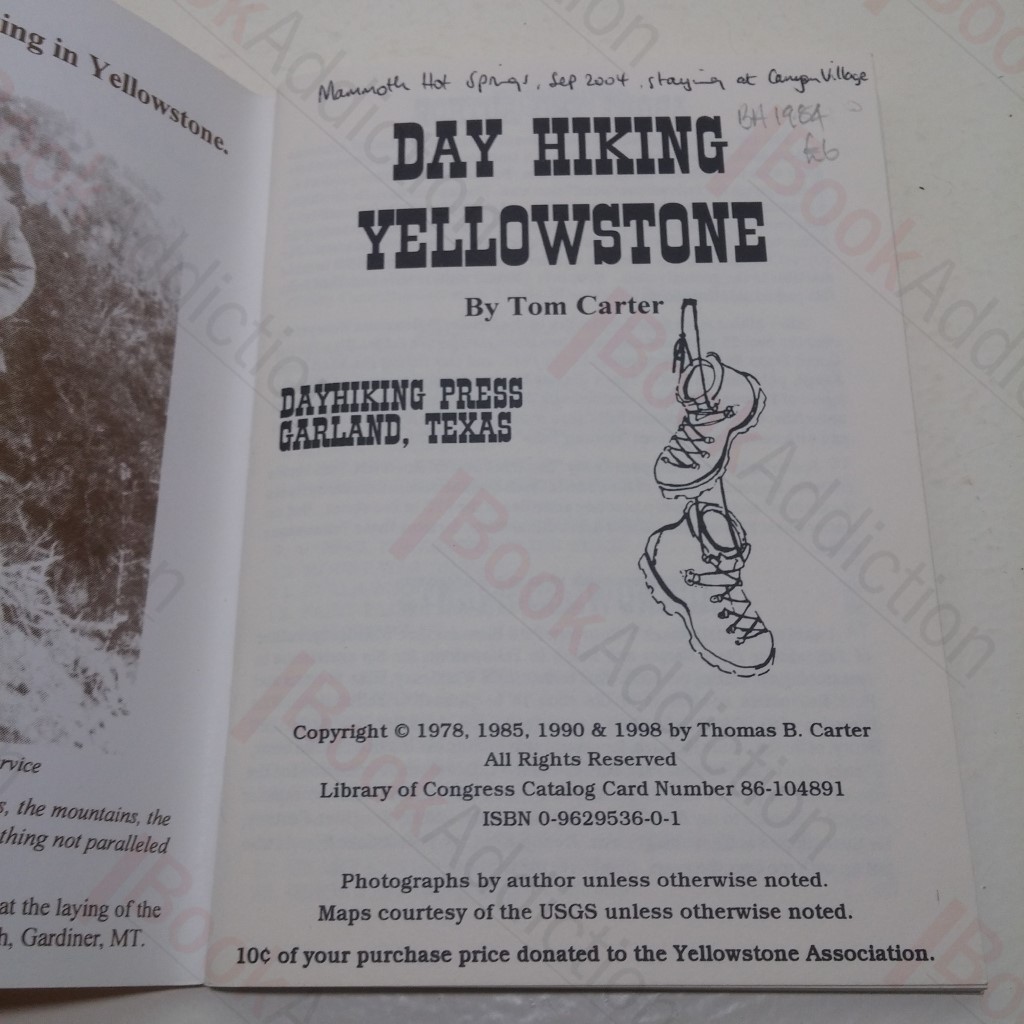 ing in Yellowstone.
rvice
s, the mountains, the
thing not paralleled
at the laying of the
h, Gardiner, MT.
Mammoth Hot Springs, Sep 2004, staying at Canyon Village
BH 1984
feb
DAY HIKING
YELLOWSTONE
By Tom Carter
DAYHIKING PRESS
GARLAND, TEXAS
Copyright © 1978, 1985, 1990 & 1998 by Thomas B. Carter
All Rights Reserved
Library of Congress Catalog Card Number 86-104891
ISBN 0-9629536-0-1
Photographs by author unless otherwise noted.
Maps courtesy of the USGS unless otherwise noted.
10¢ of your purchase price donated to the Yellowstone Association.
BookAddiction